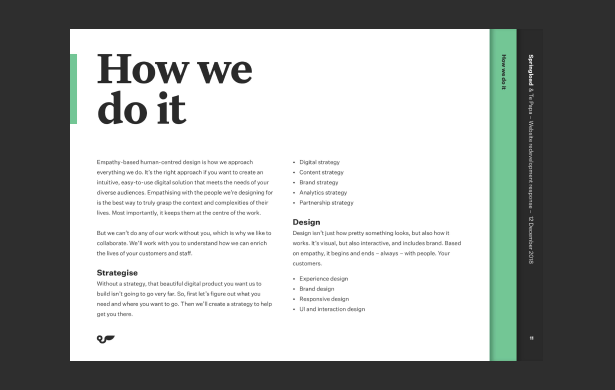 How we
do it
Empathy-based human-centred design is how we approach
everything we do. It's the right approach if you want to create an
intuitive, easy-to-use digital solution that meets the needs of your
diverse audiences. Empathising with the people we're designing for
is the best way to truly grasp the context and complexities of their
lives. Most importantly, it keeps them at the centre of the work.
But we can't do any of our work without you, which is why we like to
collaborate. We'll work with you to understand how we can enrich
the lives of your customers and staff.
Strategise
Without a strategy, that beautiful digital product you want us to
build isn't going to go very far. So, first let's figure out what you
need and where you want to go. Then we'll create a strategy to help
get you there.
• Digital strategy
• Content strategy
• Brand strategy
• Analytics strategy
• Partnership strategy
Design
Design isn't just how pretty something looks, but also how it
works. It's visual, but also interactive, and includes brand. Based
on empathy, it begins and ends – always – with people. Your
customers.
• Experience design
• Brand design
• Responsive design
• UI and interaction design
How we do it
Springload & Te Papa – Website redevelopment response – 12 December 2018